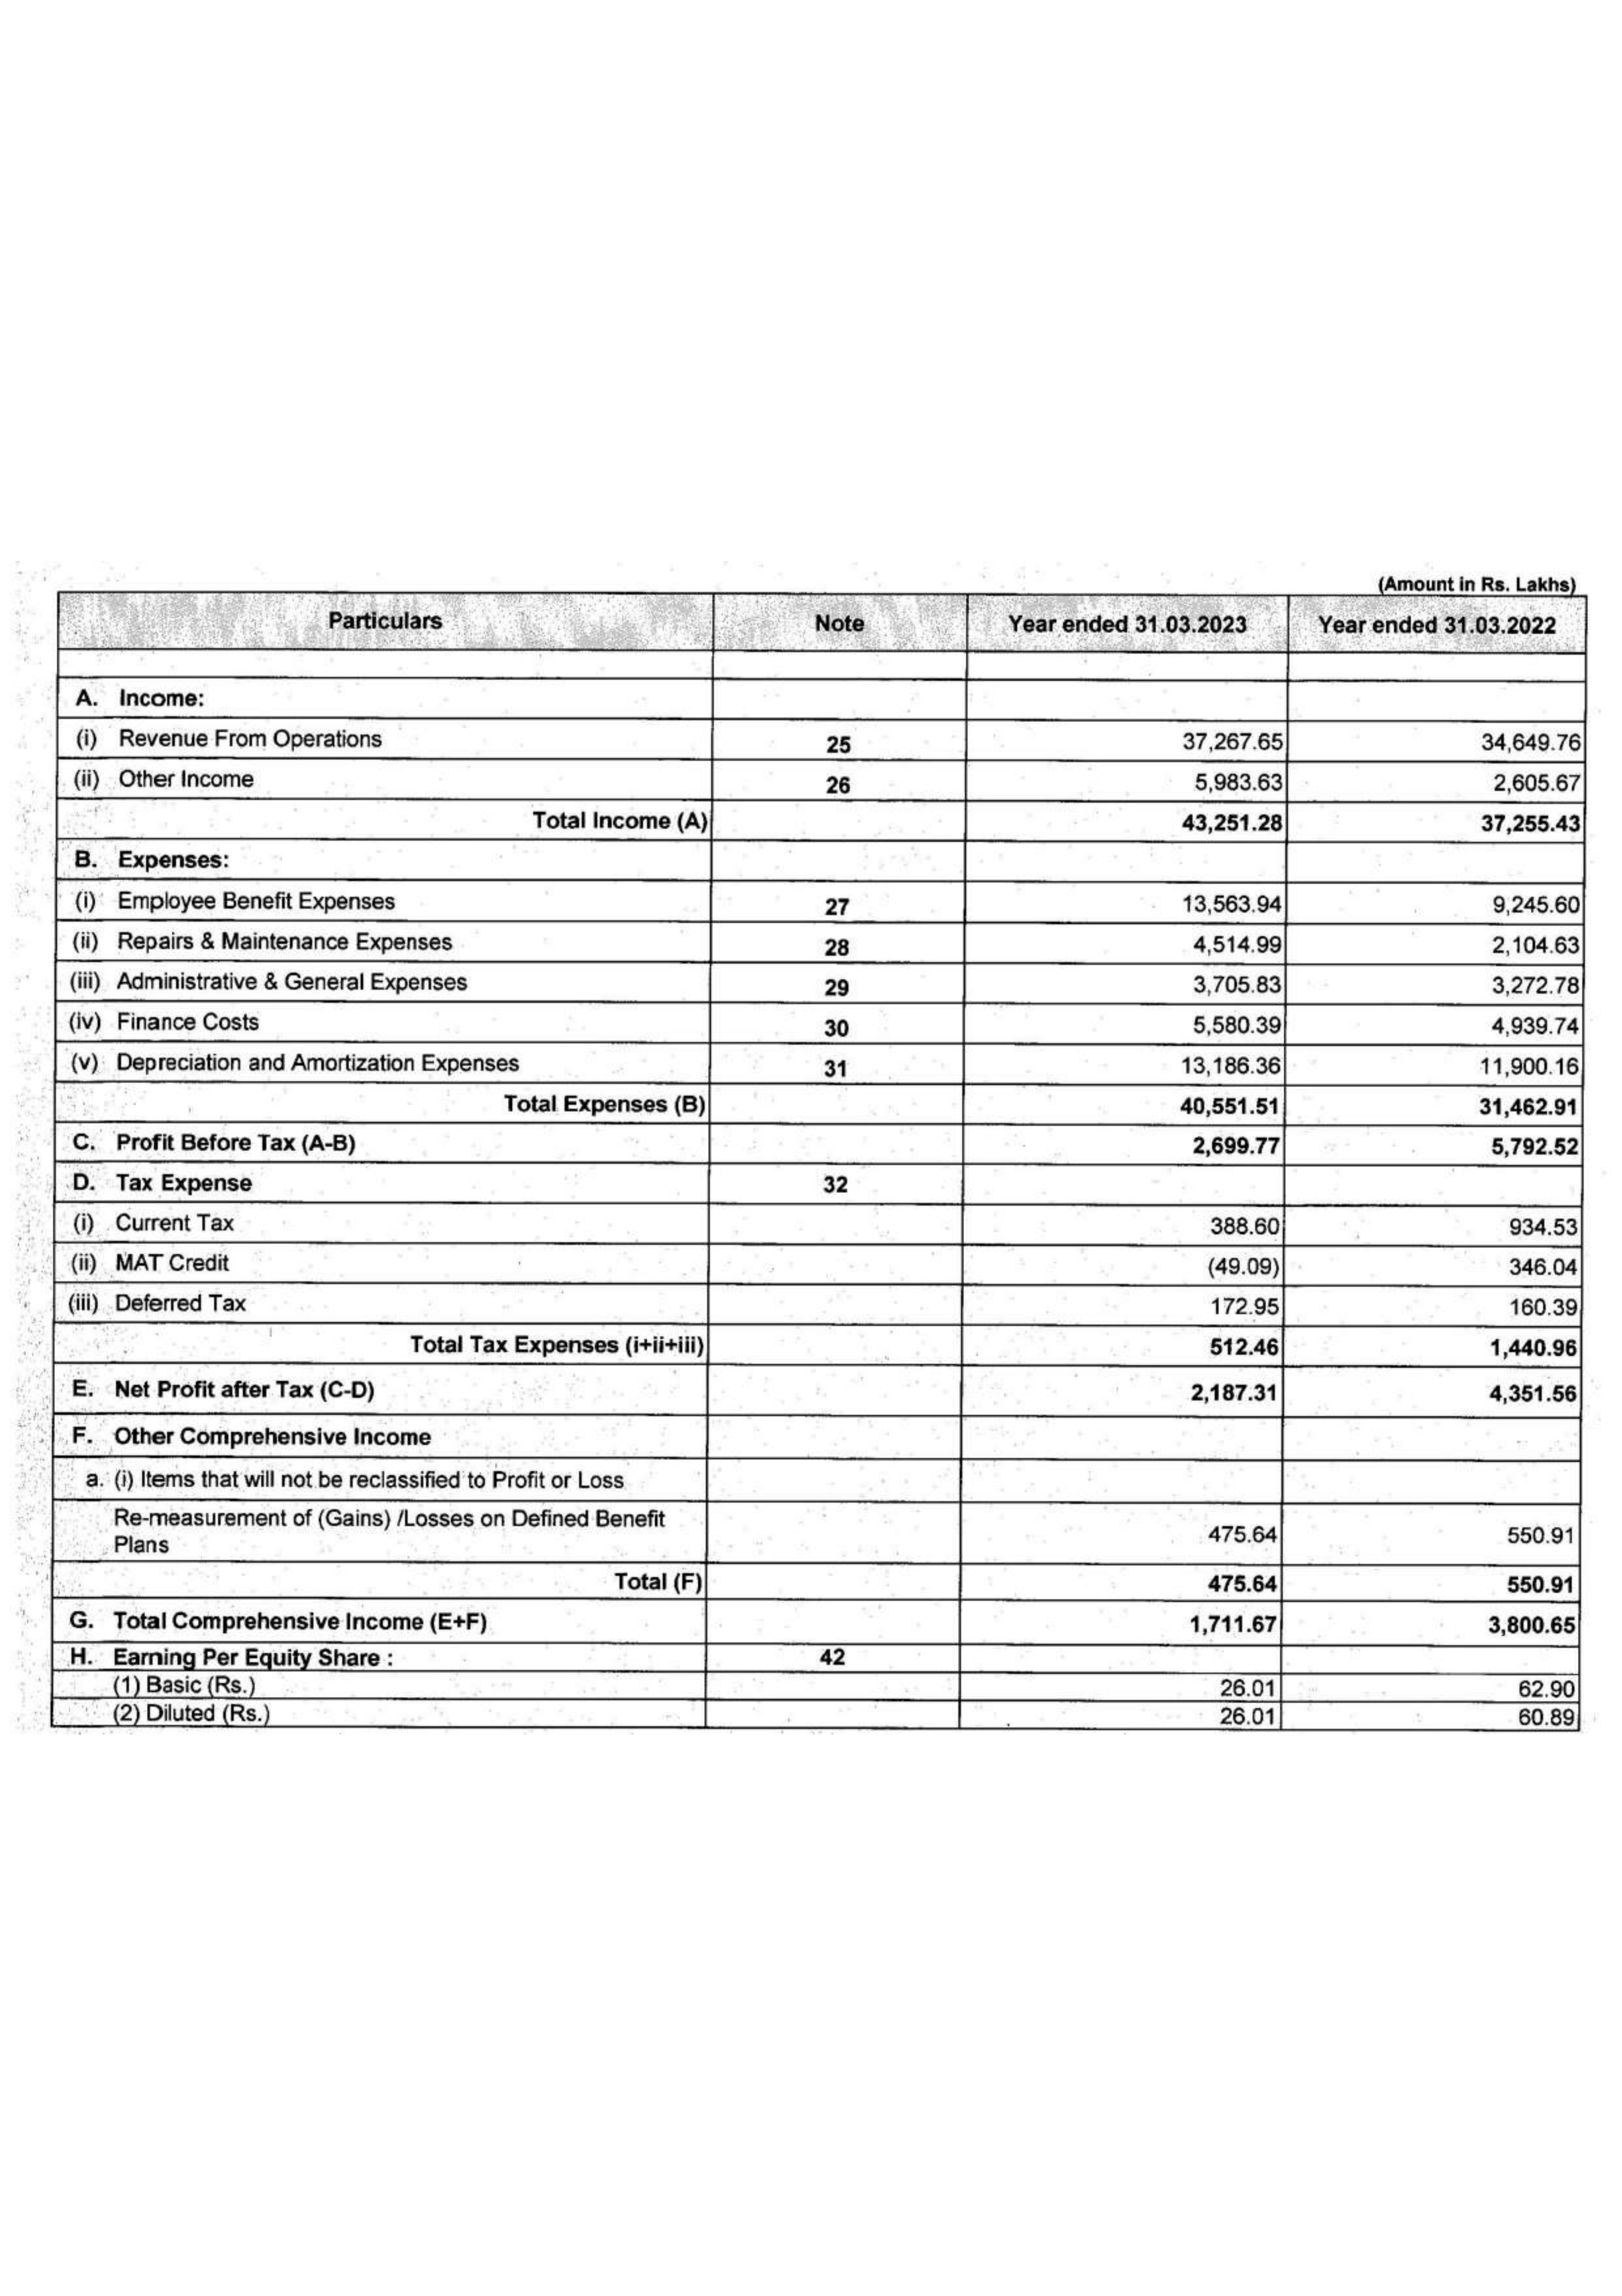 (Amount in Rs. Lakhs)
Particulars Note Year ended 31.03.2023 Year ended 31.03.2022
A. Income:
(i) Revenue From Operations 25 37,267.65 34,649.76
(ii) Other Income 26 5,983.63 2,605.67
Total Income (A) 43,251.28 37,255.43
B. Expenses:
(i) Employee Benefit Expenses 27 13,563.94 9,245.60
(ii) Repairs & Maintenance Expenses 28 4,514.99 2,104.63
(iii) Administrative & General Expenses 29 3,705.83 3,272.78
(iv) Finance Costs 30 5,580.39 4,939.74
(v) Depreciation and Amortization Expenses 31 13,186.36 11,900.16
Total Expenses (B) 40,551.51 31,462.91
C. Profit Before Tax (A-B) 2,699.77 5,792.52
D. Tax Expense 32
(i) Current Tax 388.60 934.53
(ii) MAT Credit (49.09) 346.04
(iii) Deferred Tax 172.95 160.39
Total Tax Expenses (i+ii+iii) 512.46 1,440.96
E. Net Profit after Tax (C-D) 2,187.31 4,351.56
F. Other Comprehensive Income
a. (i) Items that will not be reclassified to Profit or Loss
Re-measurement of (Gains) /Losses on Defined Benefit
Plans 475.64 550.91
Total (F) 475.64 550.91
G. Total Comprehensive Income (E+F) 1,711.67 3,800.65
H. Earning Per Equity Share : 42
(1) Basic (Rs.) 26.01 62.90
(2) Diluted (Rs.) 26.01 60.89